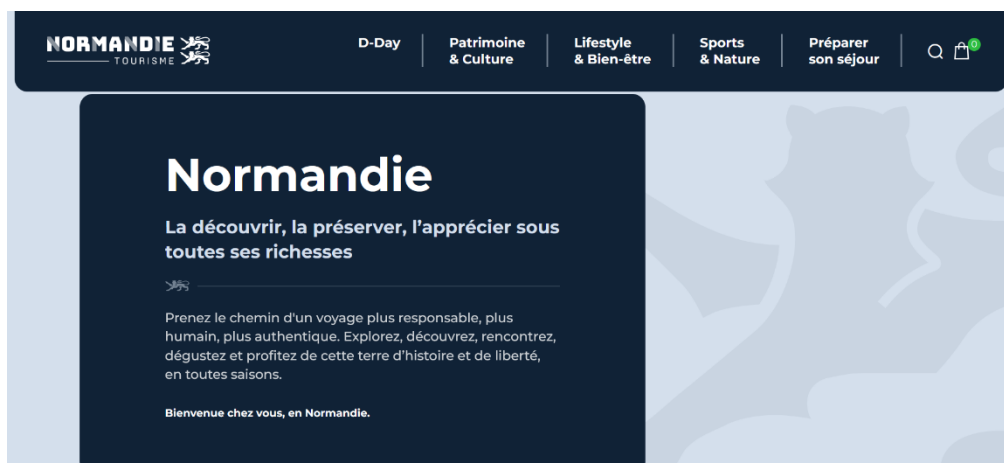 NORMANDIE
TOURISME
D-Day
Patrimoine
& Culture
Lifestyle
& Bien-être
Sports
& Nature
Préparer
son séjour
0
Normandie
La découvrir, la préserver, l’apprécier sous
toutes ses richesses
Prenez le chemin d'un voyage plus responsable, plus
humain, plus authentique. Explorez, découvrez, rencontrez,
dégustez et profitez de cette terre d’histoire et de liberté,
en toutes saisons.
Bienvenue chez vous, en Normandie.